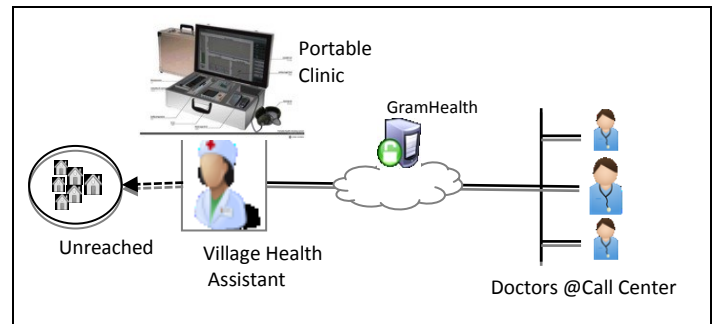 Portable
Clinic
GramHealth
Unreached
Village Health
Assistant
Doctors @Call Center